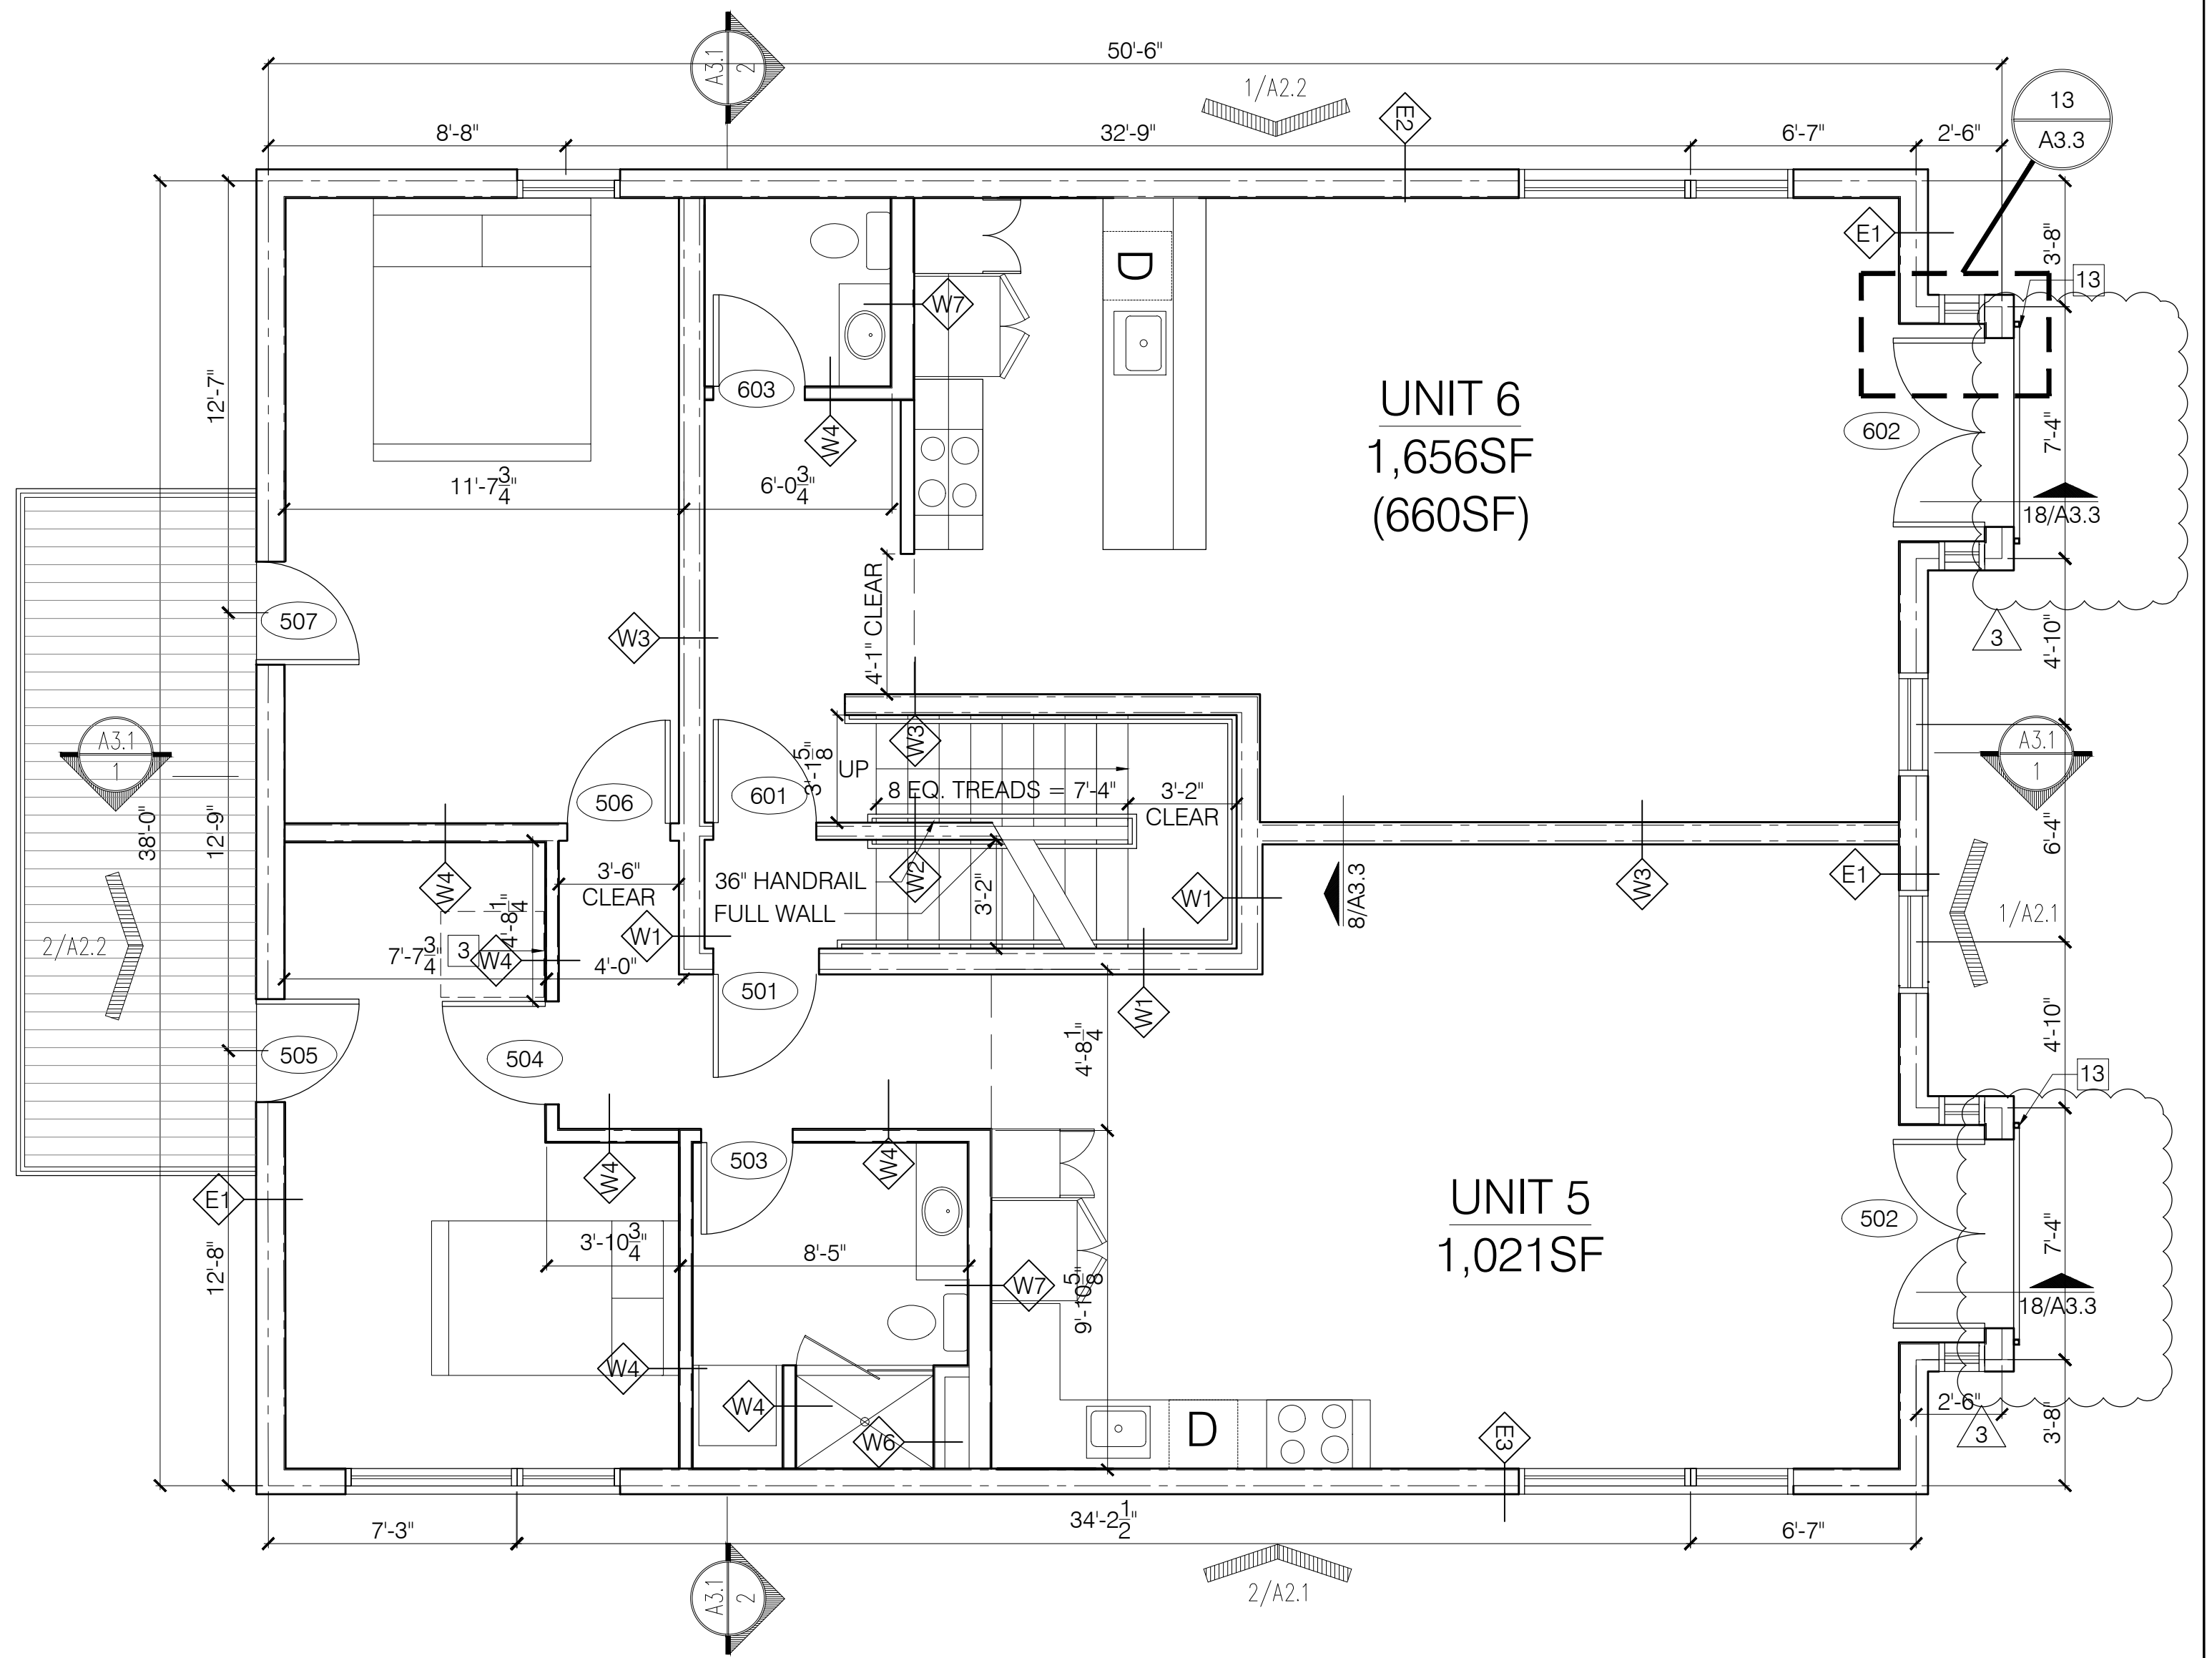 50'-6"
A3.1
2
1/A2.2
13
A3.3
8'-8"
32'-9"
6'-7"
2'-6"
E2
E1
3'-8"
13
D
W7
603
W4
12'-7"
UNIT 6
1,656SF
(660SF)
602
7'-4"
11'-7 3/4"
6'-0 3/4"
18/A3.3
4'-1" CLEAR
507
W3
3
4'-10"
A3.1
1
W3
3'-1 5/8"
UP
506
601
8 EQ. TREADS = 7'-4"
3'-2"
CLEAR
A3.1
1
38'-0"
12'-9"
6'-4"
W4
3'-6"
CLEAR
36" HANDRAIL
W2
FULL WALL
3'-2"
W1
8/A3.3
W3
E1
4'-8 1/4"
W1
2/A2.2
1/A2.1
7'-7 3/4"
3
W4
4'-0"
501
W1
4'-10"
505
504
4'-8 1/4"
13
W4
503
W4
E1
UNIT 5
1,021SF
502
7'-4"
12'-8"
3'-10 3/4"
8'-5"
W7
9'-10 5/8"
18/A3.3
W4
W4
W6
D
E3
2'-6"
3
3'-8"
7'-3"
34'-2 1/2"
6'-7"
A3.1
2
2/A2.1